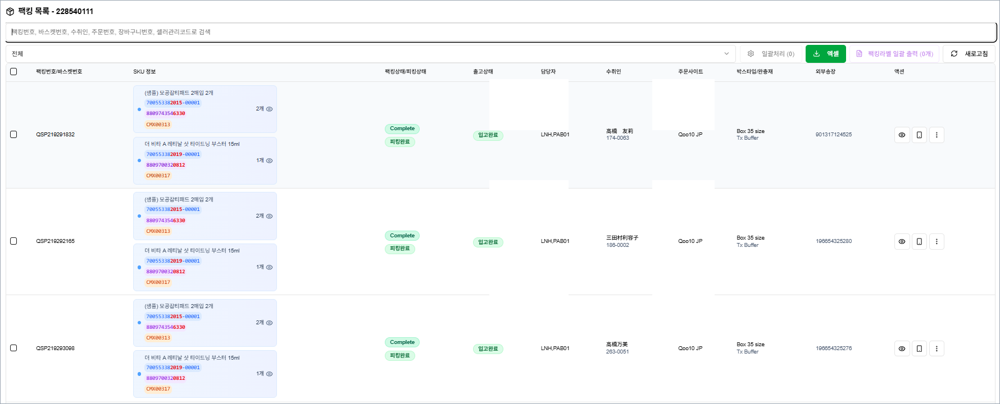 팩킹 목록 - 228540111
팩킹번호, 바스켓번호, 수취인, 주문번호, 장바구니번호, 셀러관리코드로 검색
전체
일괄처리 (0)
엑셀
팩킹라벨 일괄 출력 (0개)
새로고침
팩킹번호/바스켓번호 SKU 정보 팩킹상태/피킹상태 출고상태 담당자 수취인 주문사이트 박스타입/완충재 외부송장 액션
QSP219291832
(샘플) 모공잡티패드 2매입 2개
700553382015-00001
8809743546330
CMX00313
2개
더 비타 A 레티날 샷 타이트닝 부스터 15ml
700553382019-00001
8809700320812
CMX00317
1개
Complete
피킹완료
입고완료
LNH,PAB01
高橋 友莉
174-0063
Qoo10 JP
Box 35 size
Tx Buffer
901317124525
QSP219292165
(샘플) 모공잡티패드 2매입 2개
700553382015-00001
8809743546330
CMX00313
2개
더 비타 A 레티날 샷 타이트닝 부스터 15ml
700553382019-00001
8809700320812
CMX00317
1개
Complete
피킹완료
입고완료
LNH,PAB01
三田村利容子
186-0002
Qoo10 JP
Box 35 size
Tx Buffer
196654325280
QSP219293098
(샘플) 모공잡티패드 2매입 2개
700553382015-00001
8809743546330
CMX00313
2개
더 비타 A 레티날 샷 타이트닝 부스터 15ml
700553382019-00001
8809700320812
CMX00317
1개
Complete
피킹완료
입고완료
LNH,PAB01
高橋万美
263-0051
Qoo10 JP
Box 35 size
Tx Buffer
196654325276